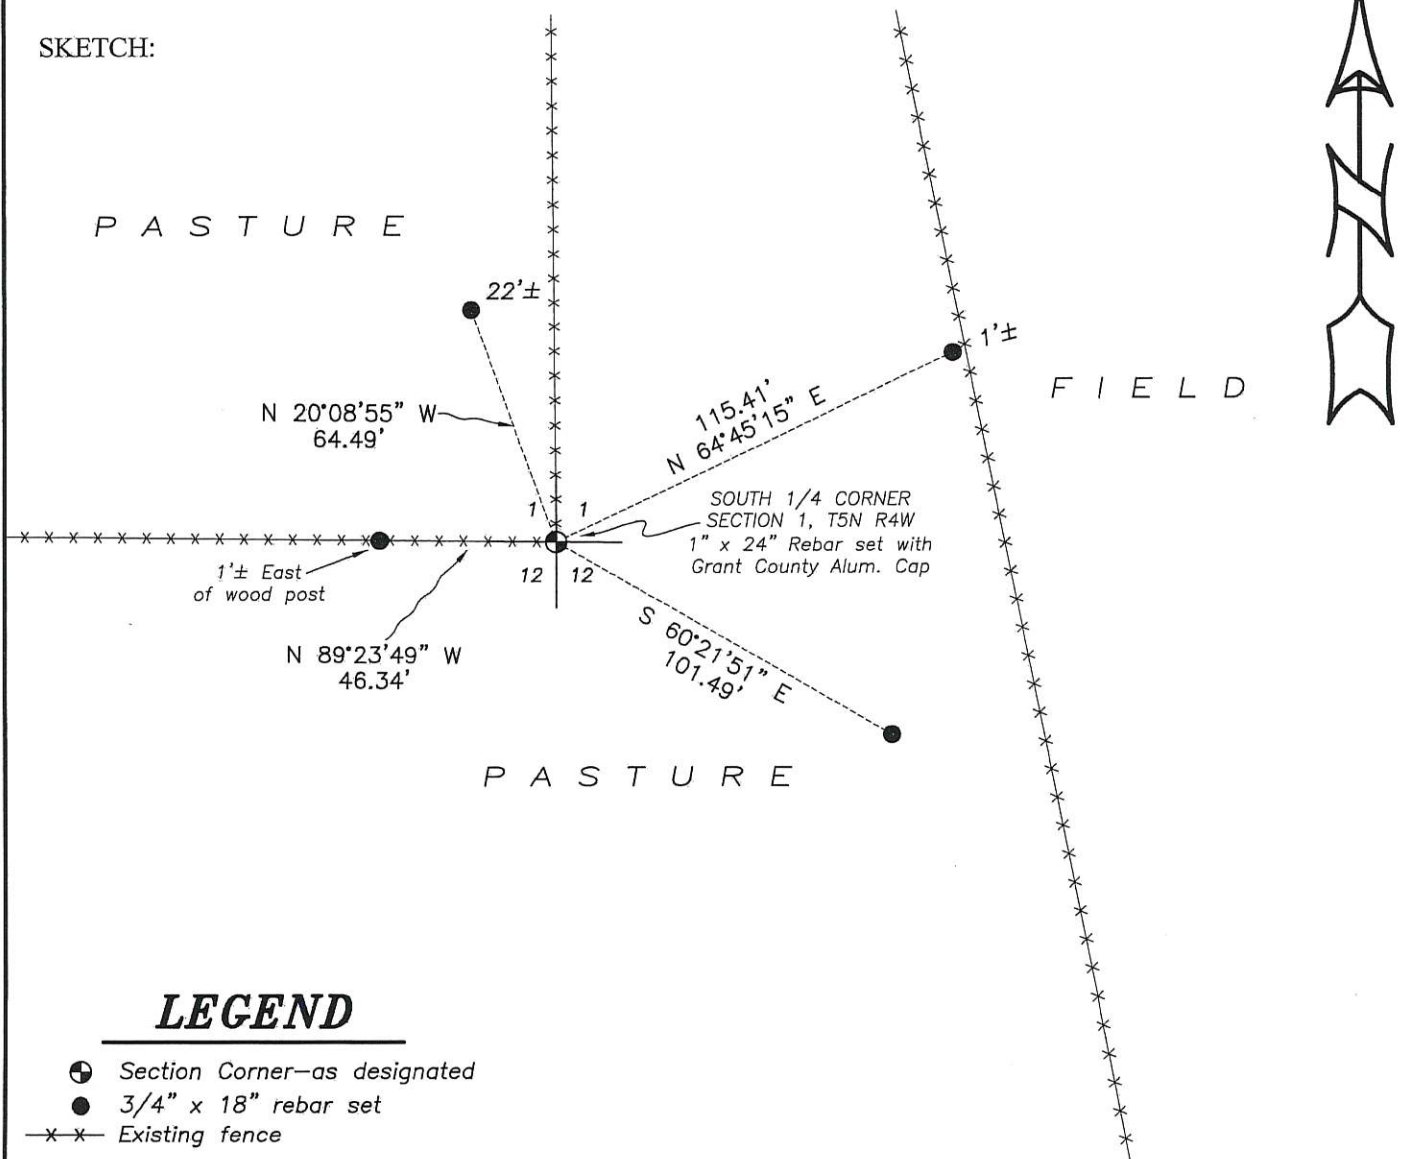 SKETCH:
P A S T U R E
22'±
1'±
F I E L D
N 20°08'55" W
64.49'
115.41'
N 64°45'15" E
1 1
SOUTH 1/4 CORNER
SECTION 1, T5N R4W
1" x 24" Rebar set with
Grant County Alum. Cap
12 12
1'± East
of wood post
N 89°23'49" W
46.34'
S 60°21'51" E
101.49'
P A S T U R E
LEGEND
Section Corner–as designated
3/4" x 18" rebar set
Existing fence
N